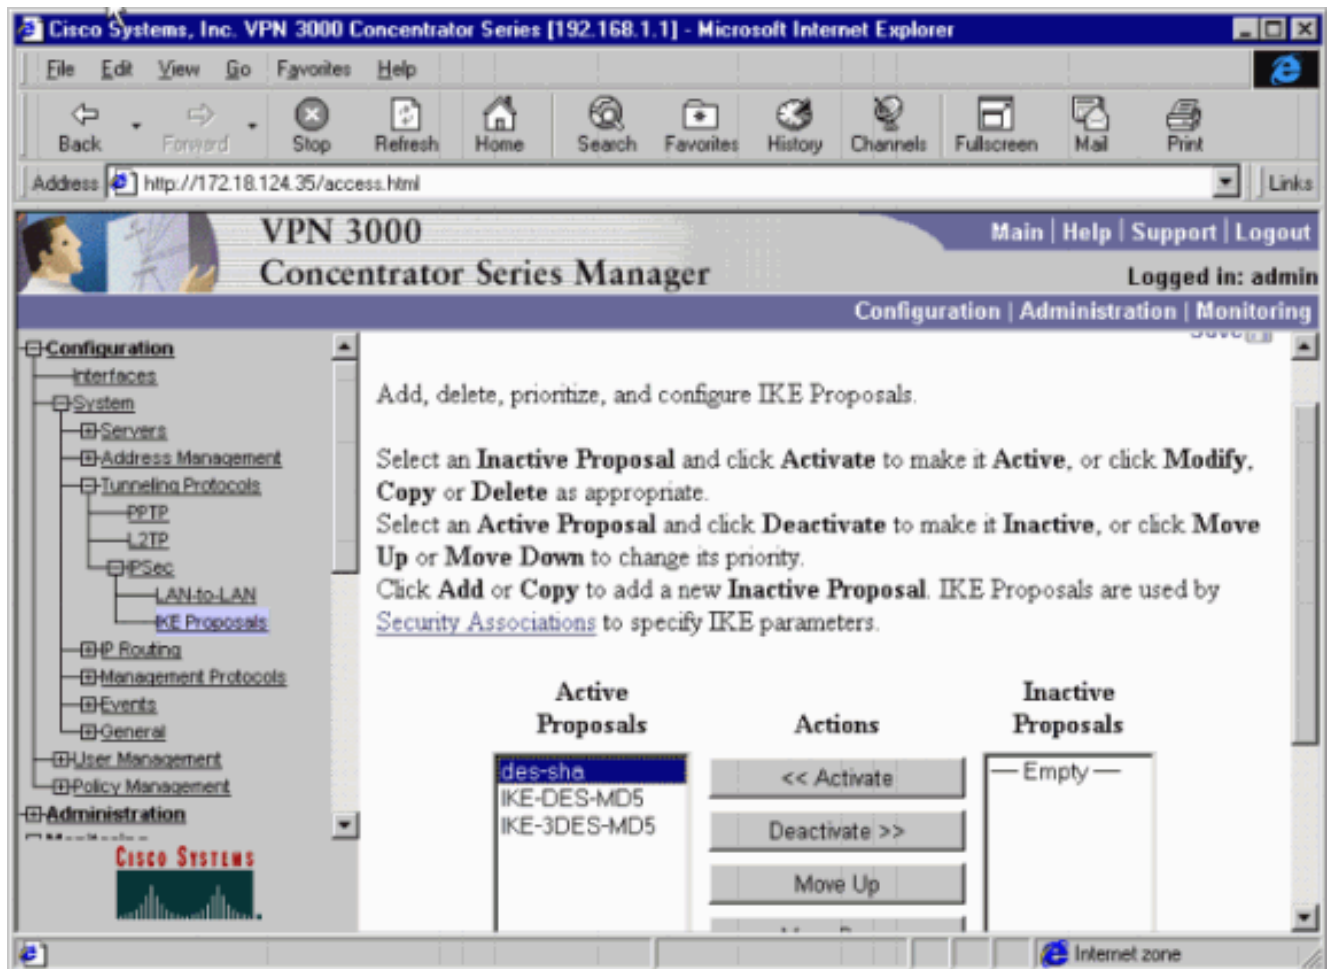 Cisco Systems, Inc. VPN 3000 Concentrator Series [192.168.1.1] - Microsoft Internet Explorer
File Edit View Go Favorites Help
Back Forward Stop Refresh Home Search Favorites History Channels Fullscreen Mail Print
Address http://172.18.124.35/access.html Links
VPN 3000
Concentrator Series Manager
Main | Help | Support | Logout
Logged in: admin
Configuration | Administration | Monitoring
Configuration
Interfaces
System
Servers
Address Management
Tunneling Protocols
PPTP
L2TP
IPSec
LAN-to-LAN
IKE Proposals
IP Routing
Management Protocols
Events
General
User Management
Policy Management
Administration
CISCO SYSTEMS
Add, delete, prioritize, and configure IKE Proposals.
Select an Inactive Proposal and click Activate to make it Active, or click Modify,
Copy or Delete as appropriate.
Select an Active Proposal and click Deactivate to make it Inactive, or click Move
Up or Move Down to change its priority.
Click Add or Copy to add a new Inactive Proposal. IKE Proposals are used by
Security Associations to specify IKE parameters.
Active
Proposals
des-sha
IKE-DES-MD5
IKE-3DES-MD5
Actions
<< Activate
Deactivate >>
Move Up
Inactive
Proposals
— Empty —
Internet zone